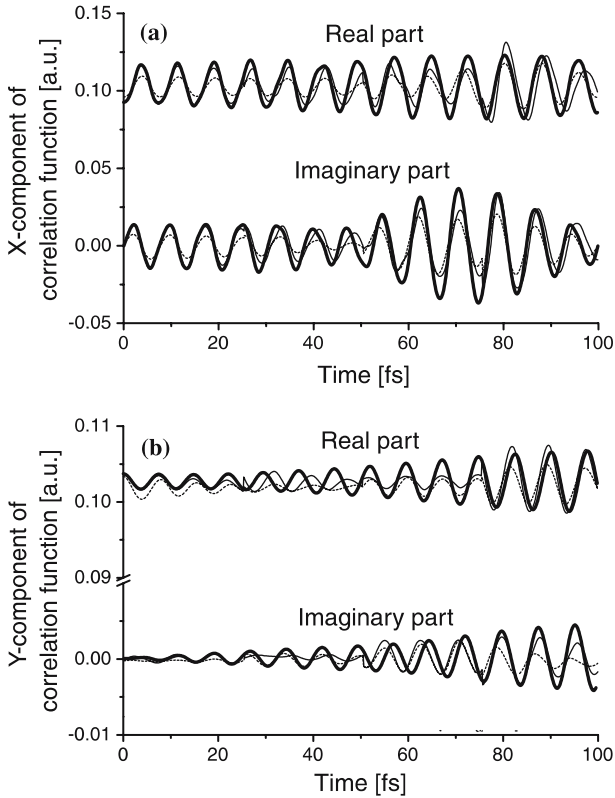 (a)
Real part
Imaginary part
0.15
0.10
0.05
0.00
-0.05
X-component of
correlation function [a.u.]
0 20 40 60 80 100
Time [fs]
(b)
Real part
Imaginary part
0.11
0.10
0.09
0.00
-0.01
Y-component of
correlation function [a.u.]
0 20 40 60 80 100
Time [fs]